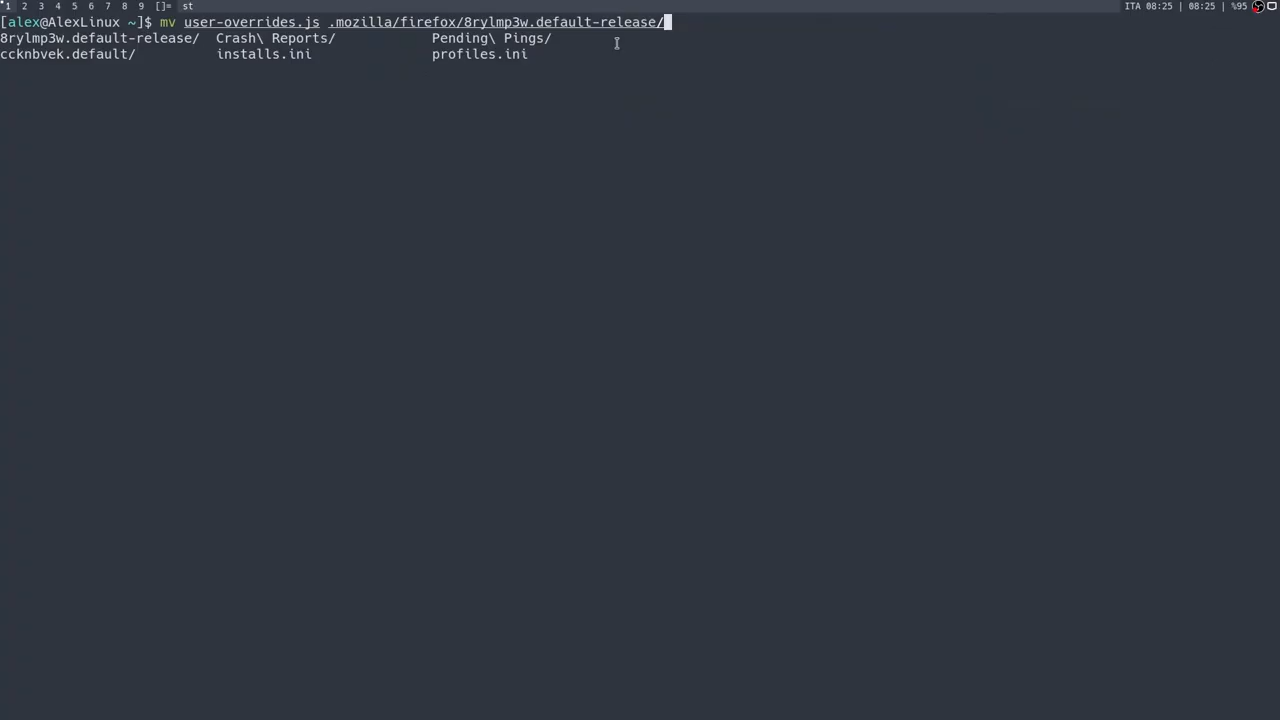 1 2 3 4 5 6 7 8 9 []= st ITA 08:25 | 08:25 | %95
[alex@AlexLinux ~]$ mv user-overrides.js .mozilla/firefox/8rylmp3w.default-release/
8rylmp3w.default-release/ Crash\ Reports/ Pending\ Pings/
ccknbvek.default/ installs.ini profiles.ini